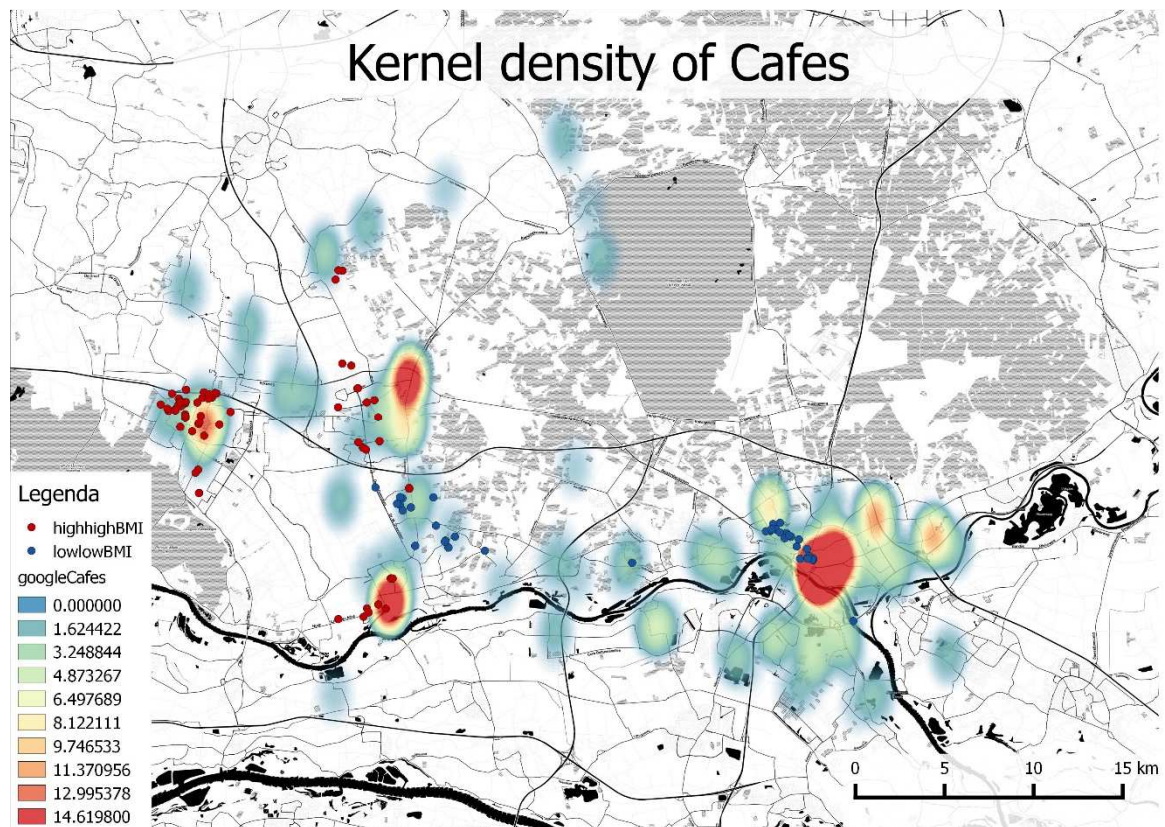 Kernel density of Cafes
Legenda
highhighBMI
lowlowBMI
googleCafes
0.000000
1.624422
3.248844
4.873267
6.497689
8.122111
9.746533
11.370956
12.995378
14.619800
0 5 10 15 km